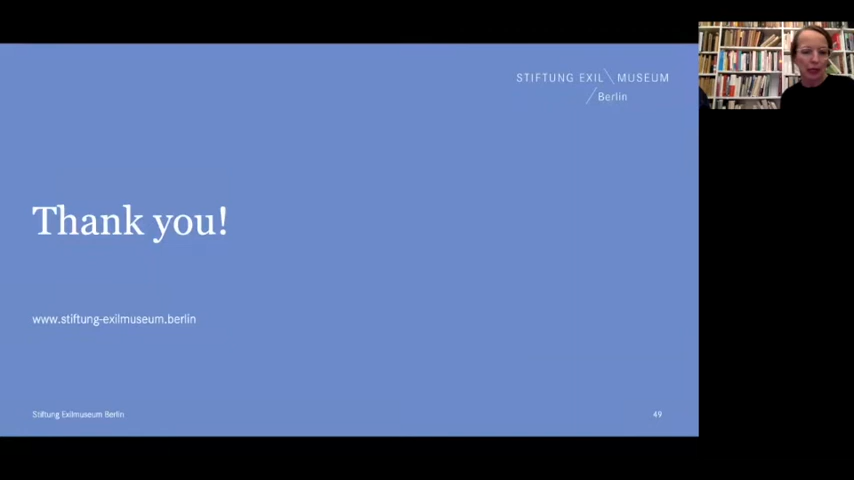 STIFTUNG EXIL\MUSEUM
/Berlin
Thank you!
www.stiftung-exilmuseum.berlin
Stiftung Exilmuseum Berlin
49